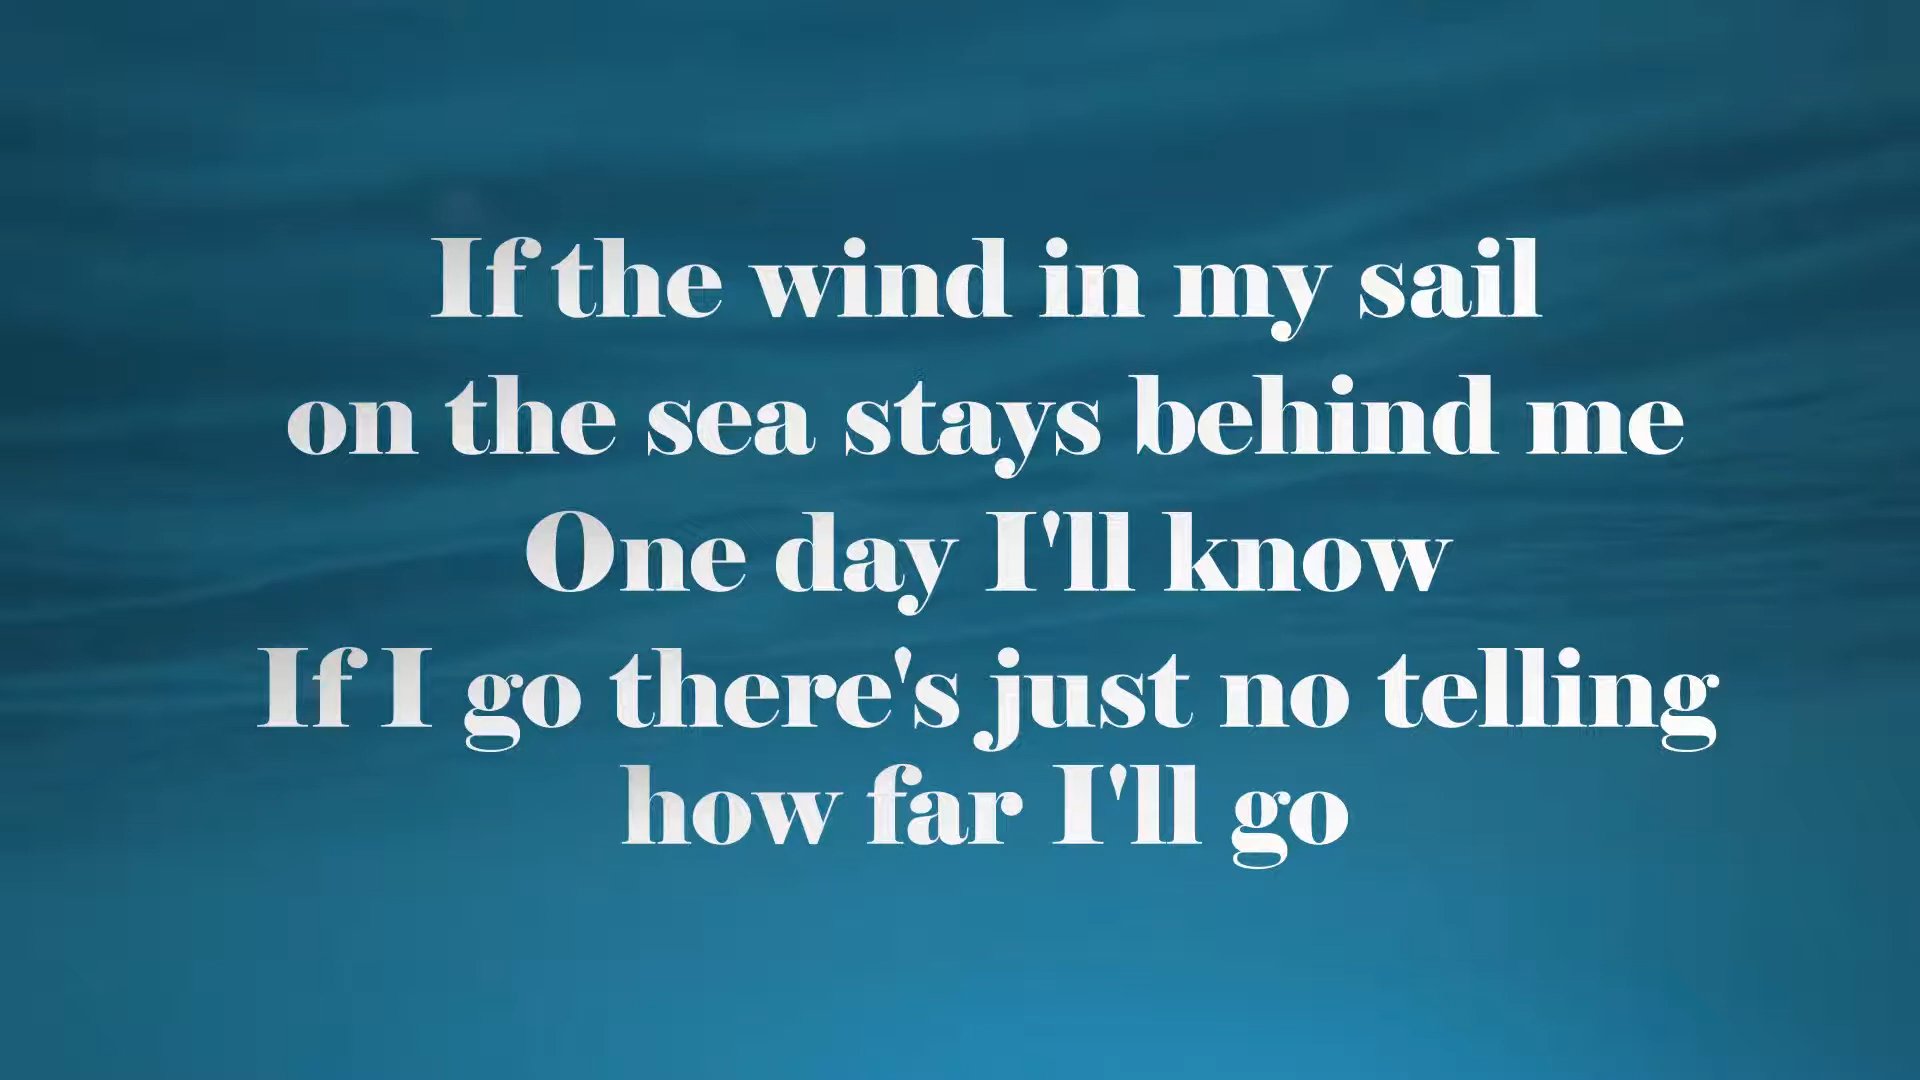 If the wind in my sail
on the sea stays behind me
One day I'll know
If I go there's just no telling
how far I'll go